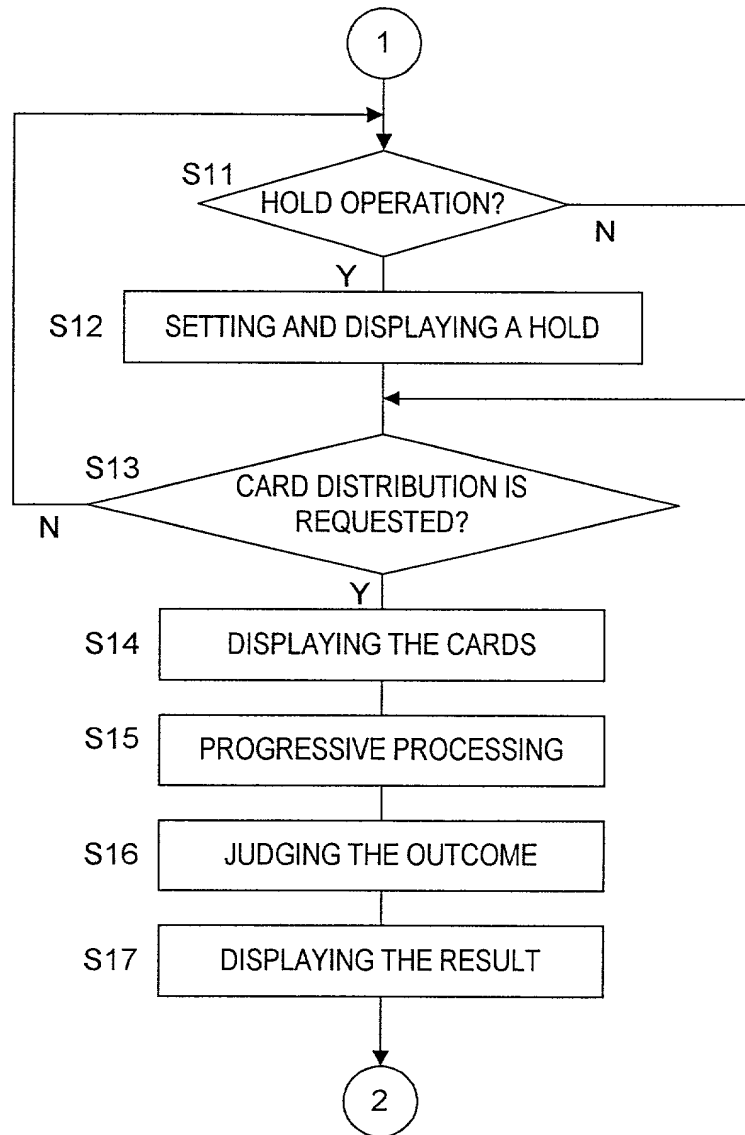 1
S11
HOLD OPERATION?
N
Y
S12
SETTING AND DISPLAYING A HOLD
S13
CARD DISTRIBUTION IS
REQUESTED?
N
Y
S14
DISPLAYING THE CARDS
S15
PROGRESSIVE PROCESSING
S16
JUDGING THE OUTCOME
S17
DISPLAYING THE RESULT
2